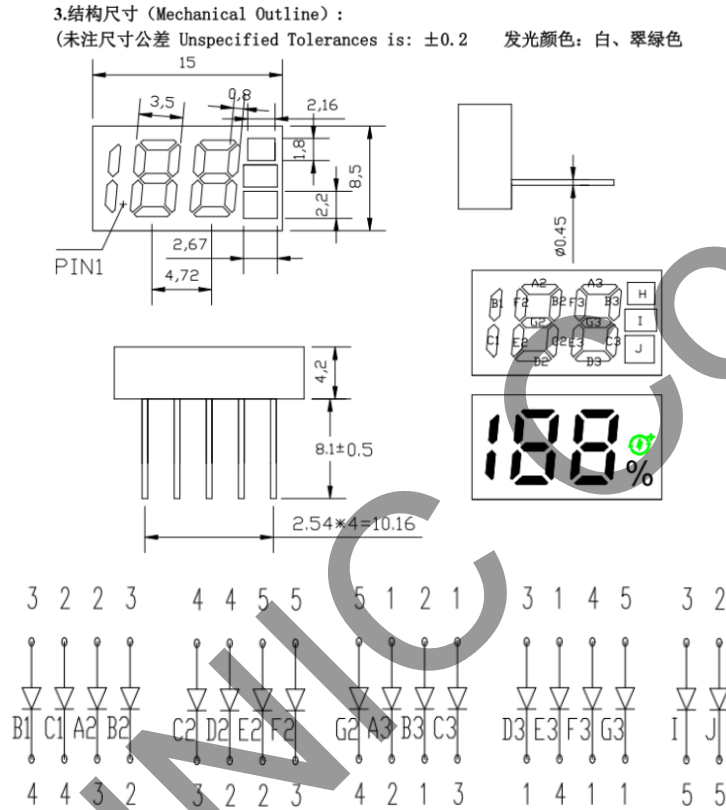 3.结构尺寸（Mechanical Outline）:
(未注尺寸公差 Unspecified Tolerances is: ±0.2 发光颜色: 白、翠绿色
15
3,5
0,8
2,16
1,8
8,5
2,2
PIN1
2,67
4,72
ø0.45
A2 A3
B1 F2 B2 F3 B3 H
G2 G3 I
C1 E2 C2 E3 C3 J
D2 D3
4,2
8.1±0.5
2.54*4=10.16
188
%
3 2 2 3 4 4 5 5 5 1 2 1 3 1 4 5 3 2
B1 C1 A2 B2 C2 D2 E2 F2 G2 A3 B3 C3 D3 E3 F3 G3 I J
4 4 3 2 3 2 2 3 4 2 1 3 1 4 1 1 5 5